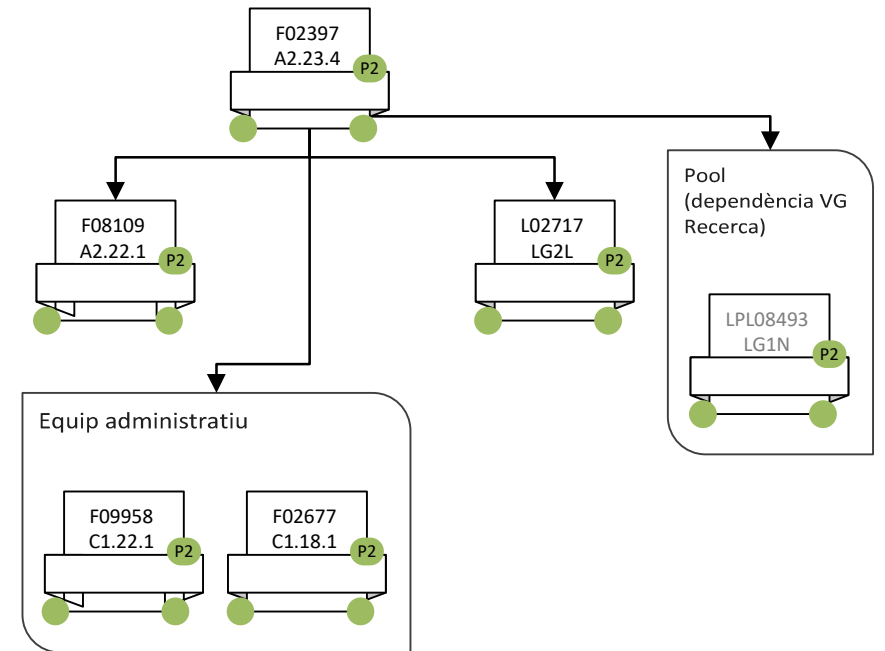 F02397
A2.23.4
P2
F08109
A2.22.1
P2
L02717
LG2L
P2
Pool
(dependència VG
Recerca)
LPL08493
LG1N
P2
Equip administratiu
F09958
C1.22.1
P2
F02677
C1.18.1
P2